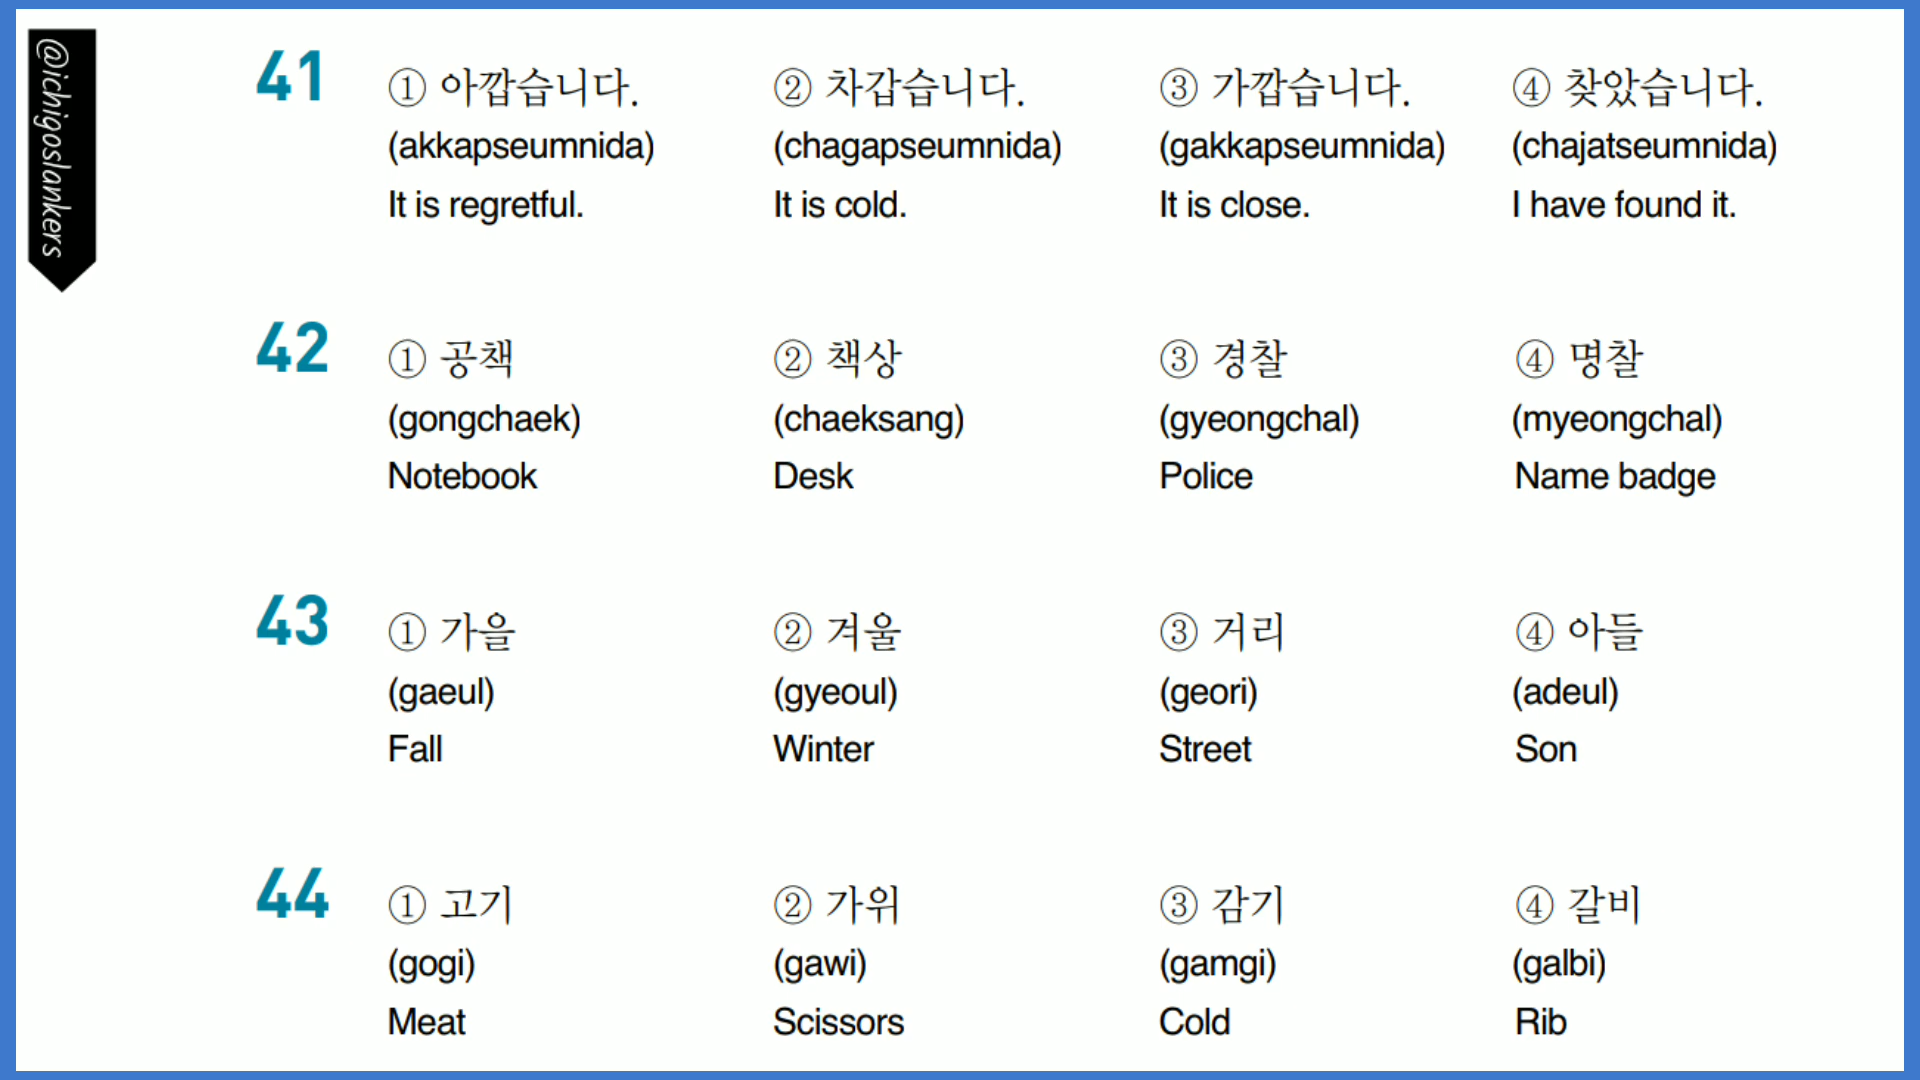 @ichigoslankers
41 ① 아깝습니다. ② 차갑습니다. ③ 가깝습니다. ④ 찾았습니다.
(akkapseumnida) (chagapseumnida) (gakkapseumnida) (chajatseumnida)
It is regretful. It is cold. It is close. I have found it.
42 ① 공책 ② 책상 ③ 경찰 ④ 명찰
(gongchaek) (chaeksang) (gyeongchal) (myeongchal)
Notebook Desk Police Name badge
43 ① 가을 ② 겨울 ③ 거리 ④ 아들
(gaeul) (gyeoul) (geori) (adeul)
Fall Winter Street Son
44 ① 고기 ② 가위 ③ 감기 ④ 갈비
(gogi) (gawi) (gamgi) (galbi)
Meat Scissors Cold Rib